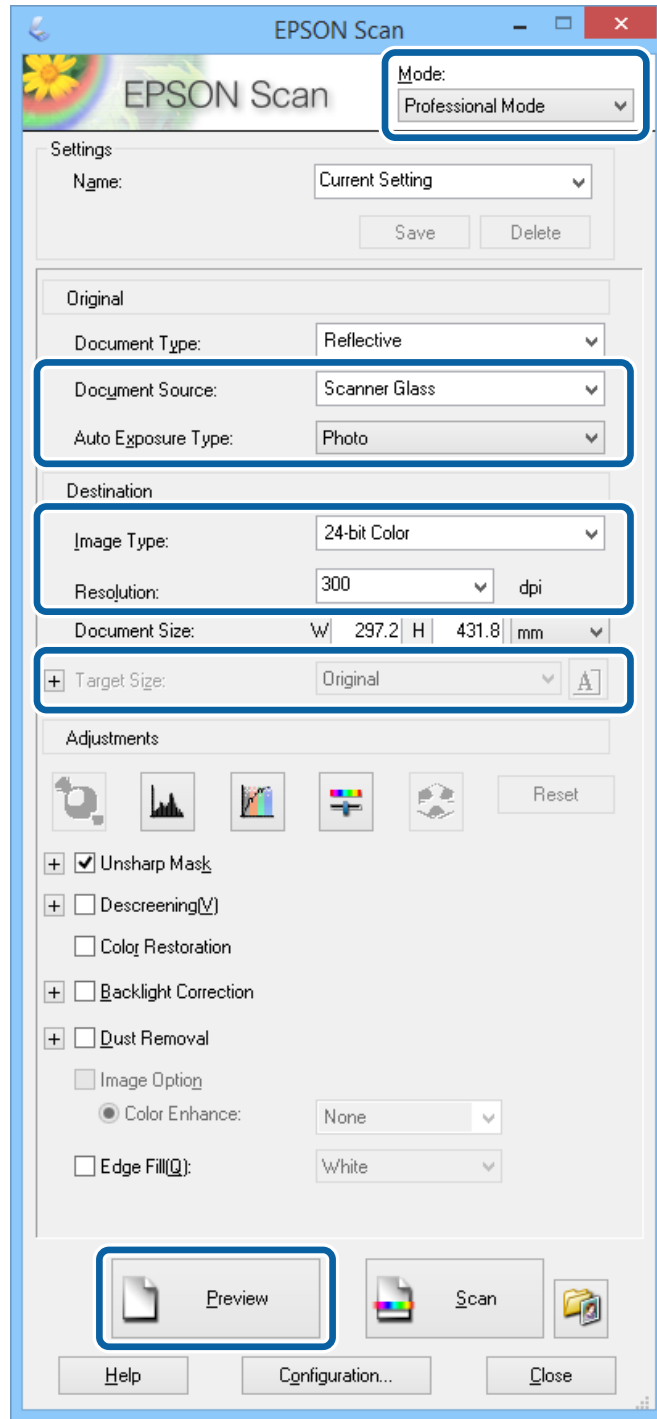 EPSON Scan
EPSON Scan
Mode:
Professional Mode
Settings
Name: Current Setting
Save Delete
Original
Document Type: Reflective
Document Source: Scanner Glass
Auto Exposure Type: Photo
Destination
Image Type: 24-bit Color
Resolution: 300 dpi
Document Size: W 297.2 H 431.8 mm
+ Target Size: Original A
Adjustments
Reset
+ Unsharp Mask
+ Descreening(V)
Color Restoration
+ Backlight Correction
+ Dust Removal
Image Option
Color Enhance: None
Edge Fill(Q): White
Preview Scan
Help Configuration... Close